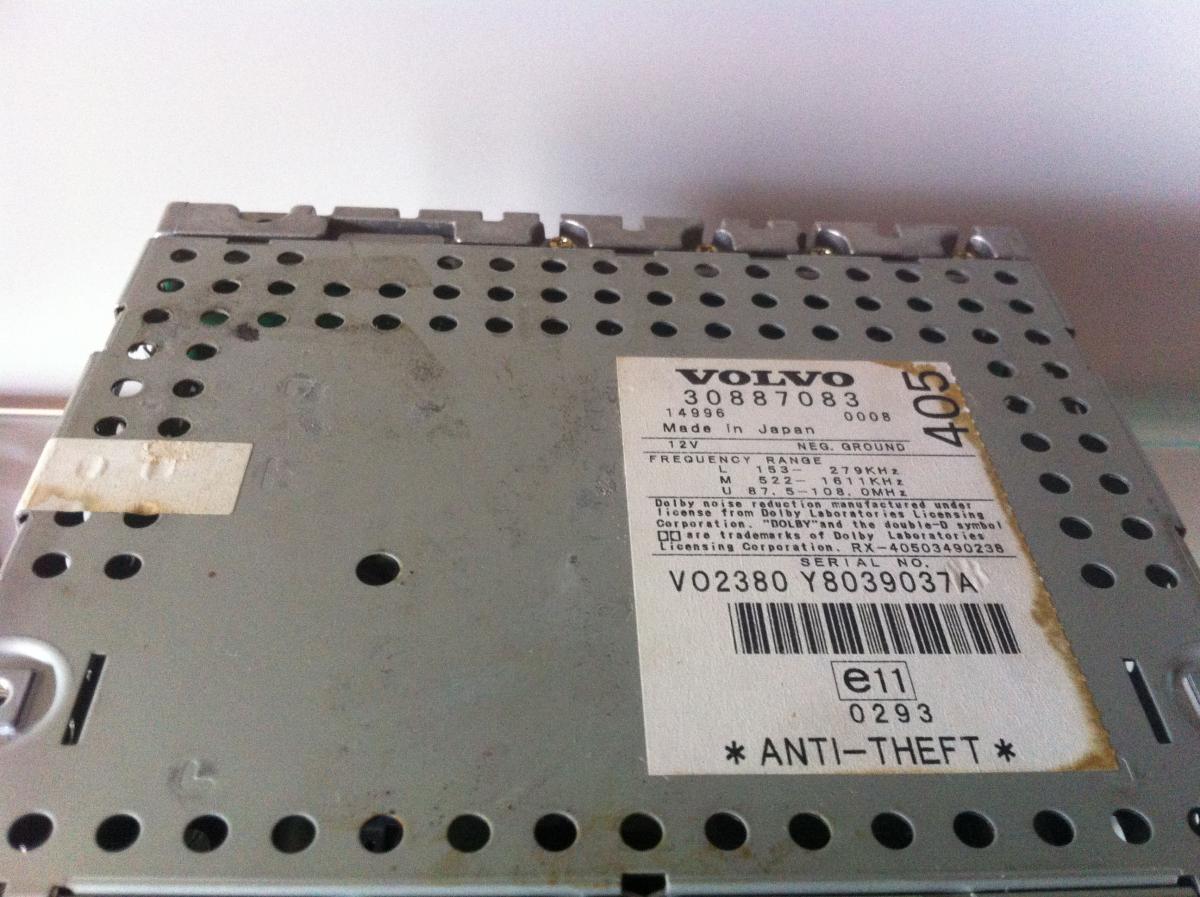 VOLVO
405
30887083
14996 0008
Made in Japan
12V NEG. GROUND
FREQUENCY RANGE
L 153- 279KHz
M 522- 1611KHz
U 87.5-108.0MHz
Dolby noise reduction manufactured under
license from Dolby Laboratories Licensing
Corporation. "DOLBY"and the double-D symbol
are trademarks of Dolby Laboratories
Licensing Corporation. RX-40503490238
SERIAL NO.
VO2380 Y8039037A
e11
0293
* ANTI-THEFT *